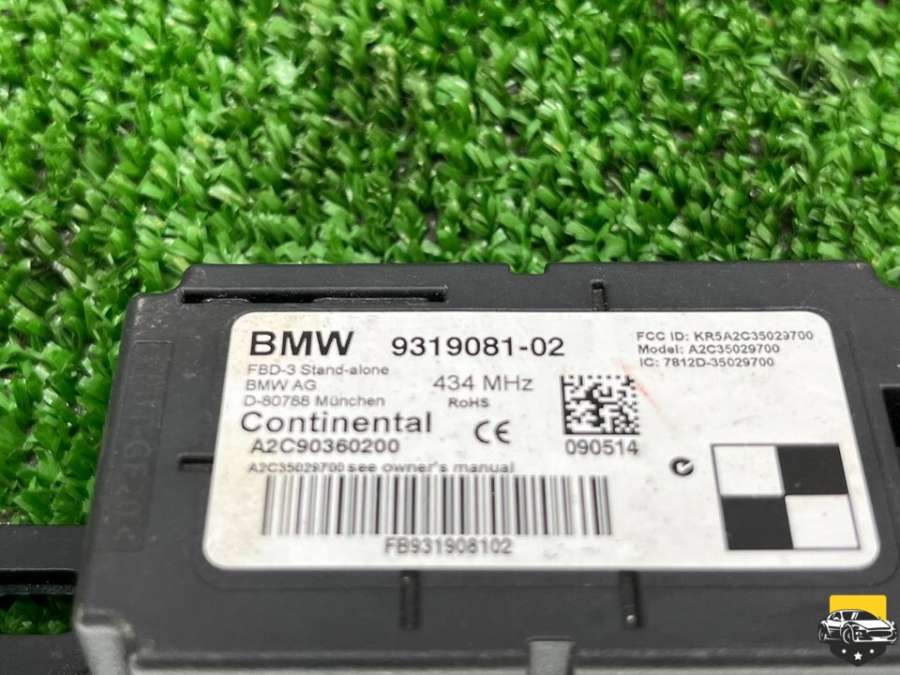 BMW 9319081-02
FBD-3 Stand-alone
BMW AG 434 MHz
D-80788 München RoHS
Continental CE
A2C90360200
090514
A2C35029700 see owner's manual
FB931908102
FCC ID: KR5A2C35029700
Model: A2C35029700
IC: 7812D-35029700